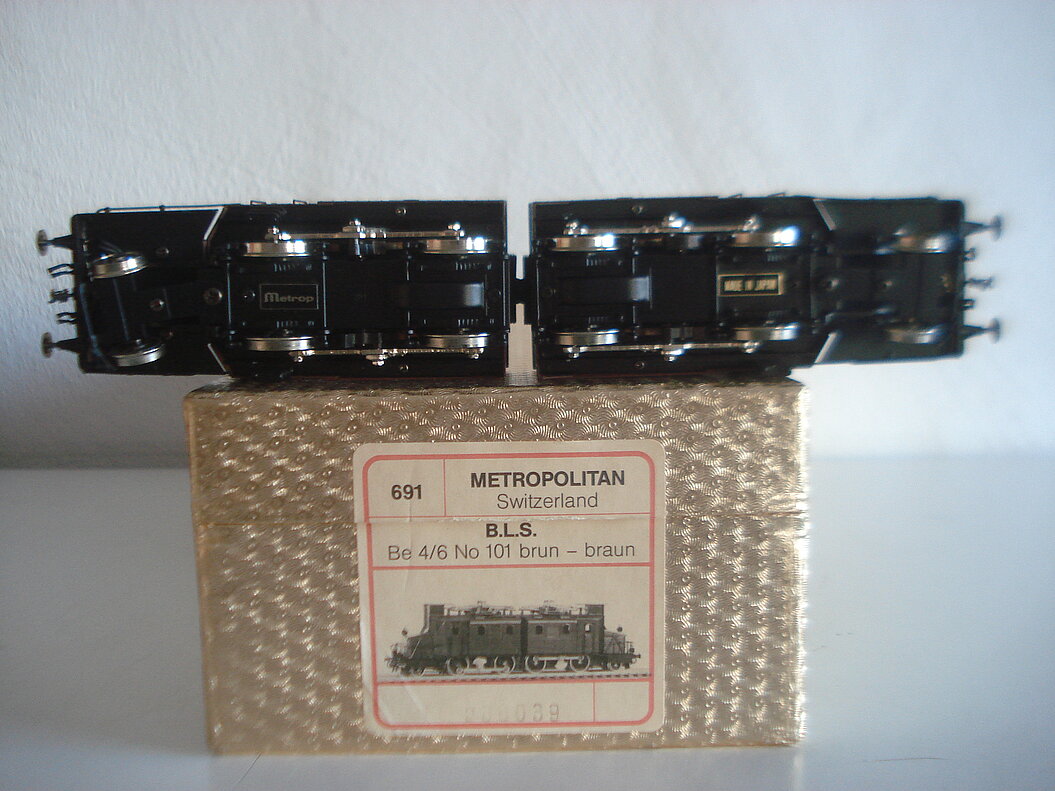 Metrop
MADE IN JAPAN
691
METROPOLITAN
Switzerland
B.L.S.
Be 4/6 No 101 brun – braun